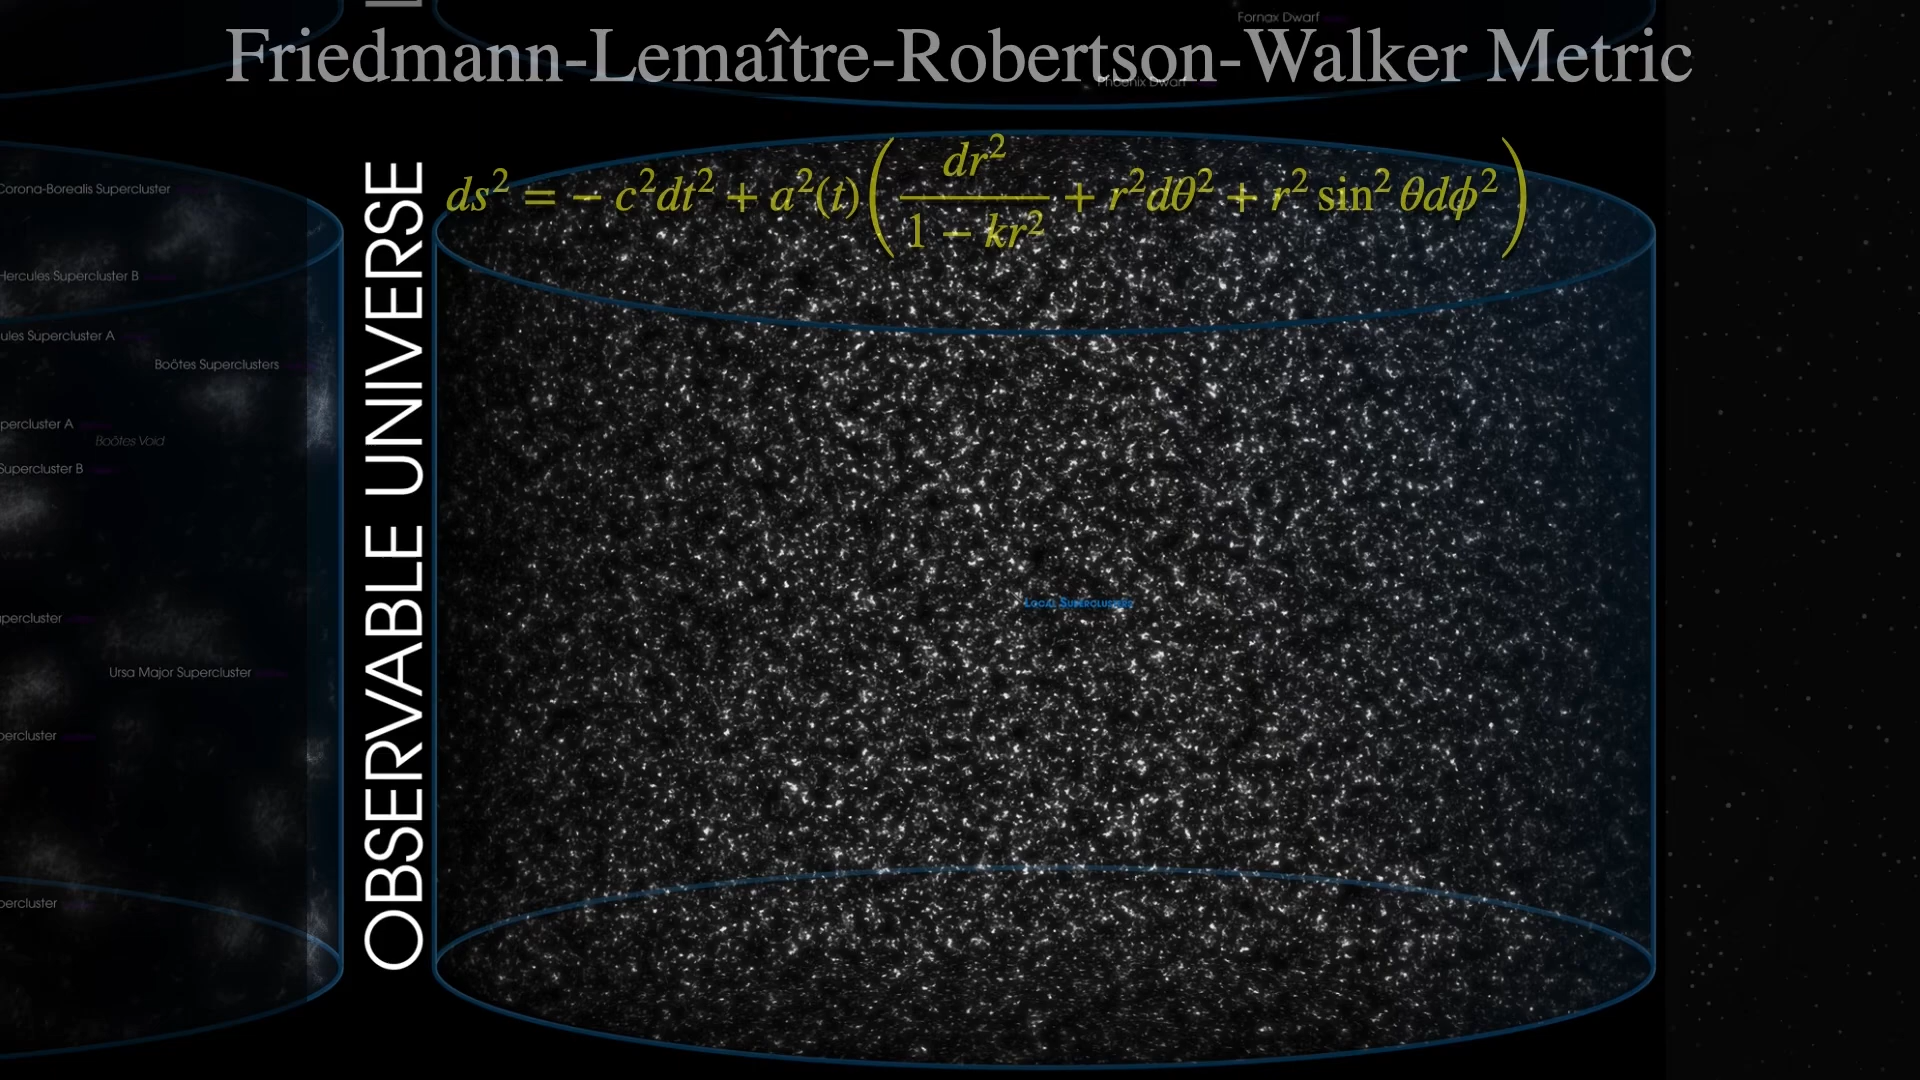 Fornax Dwarf
Friedmann-Lemaître-Robertson-Walker Metric
Phoenix Dwarf
ds² = − c²dt² + a²(t)(dr² / (1 − kr²) + r²dθ² + r² sin² θdϕ²)
OBSERVABLE UNIVERSE
Corona-Borealis Supercluster
Hercules Supercluster B
ules Supercluster A
Boötes Superclusters
percluster A
Boötes Void
Supercluster B
Local Superclusters
percluster
Ursa Major Supercluster
percluster
percluster